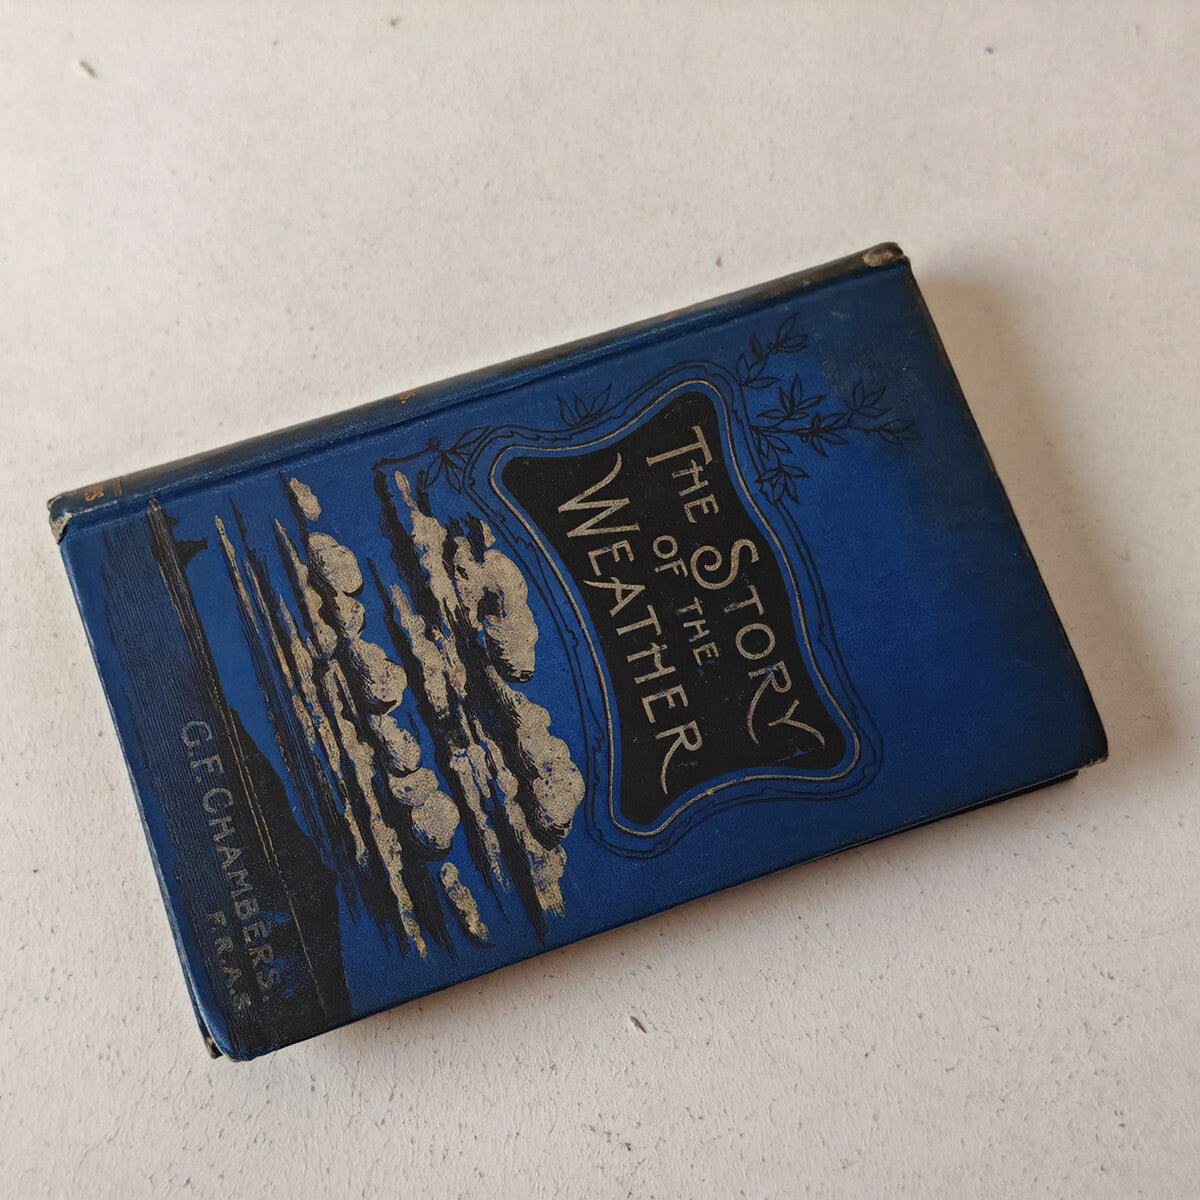 THE STORY
OF THE
WEATHER
G.F. CHAMBERS.
F.R.A.S.